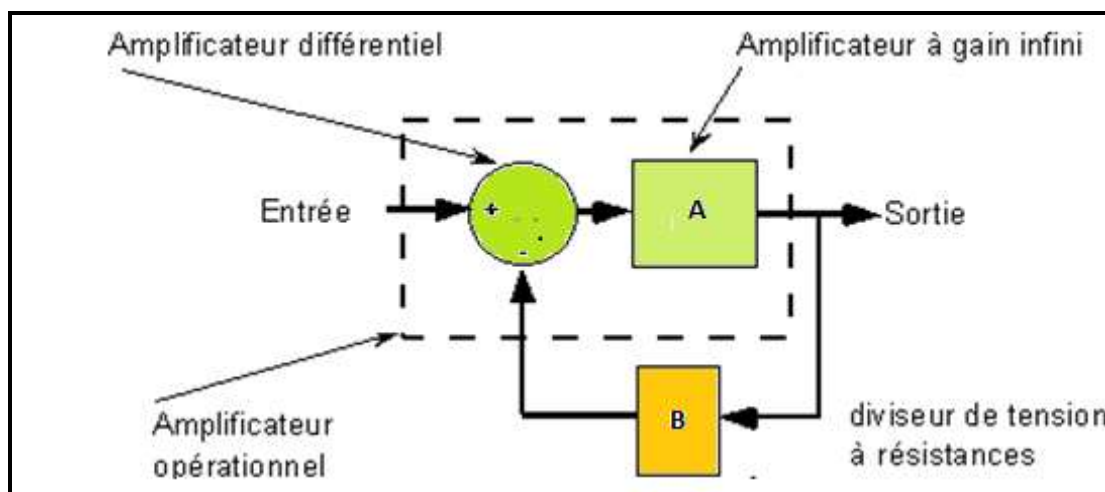 Amplificateur différentiel
Amplificateur à gain infini
Entrée
+
-
A
Sortie
B
Amplificateur
opérationnel
diviseur de tension
à résistances